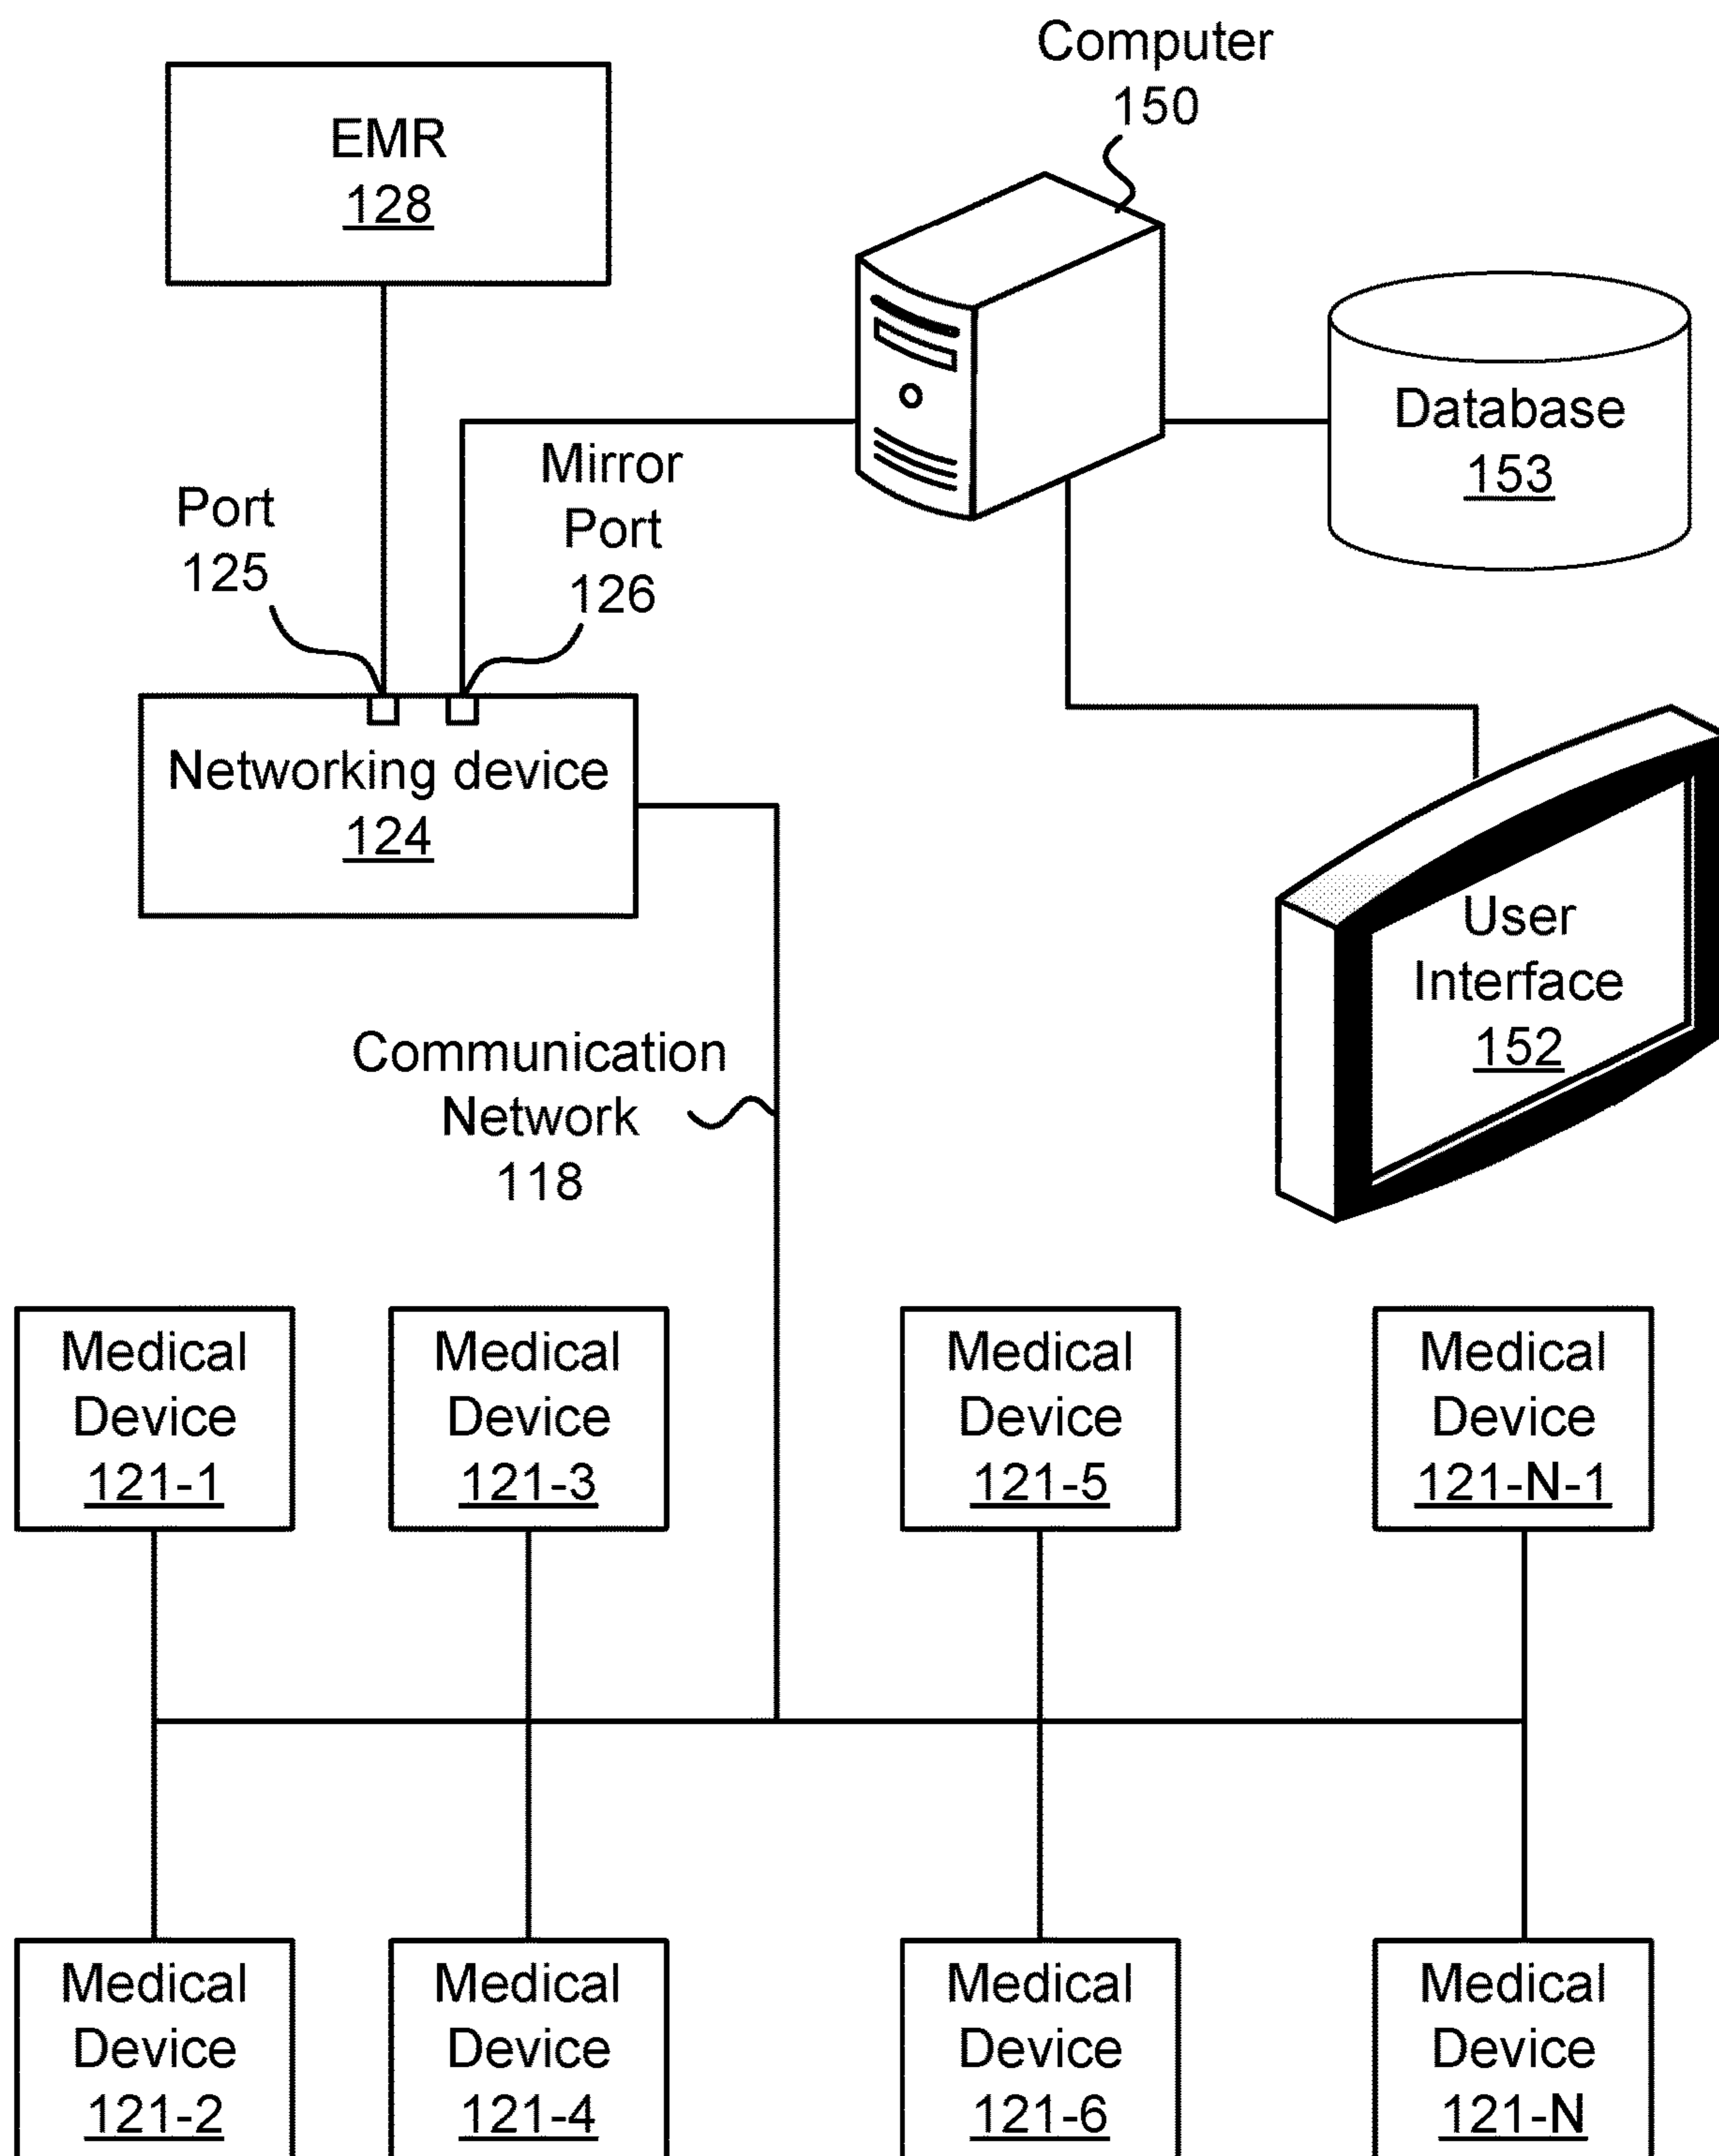 Computer
150
EMR
128
Database
153
Mirror
Port
126
Port
125
Networking device
124
User
Interface
152
Communication
Network
118
Medical
Device
121-1
Medical
Device
121-3
Medical
Device
121-5
Medical
Device
121-N-1
Medical
Device
121-2
Medical
Device
121-4
Medical
Device
121-6
Medical
Device
121-N